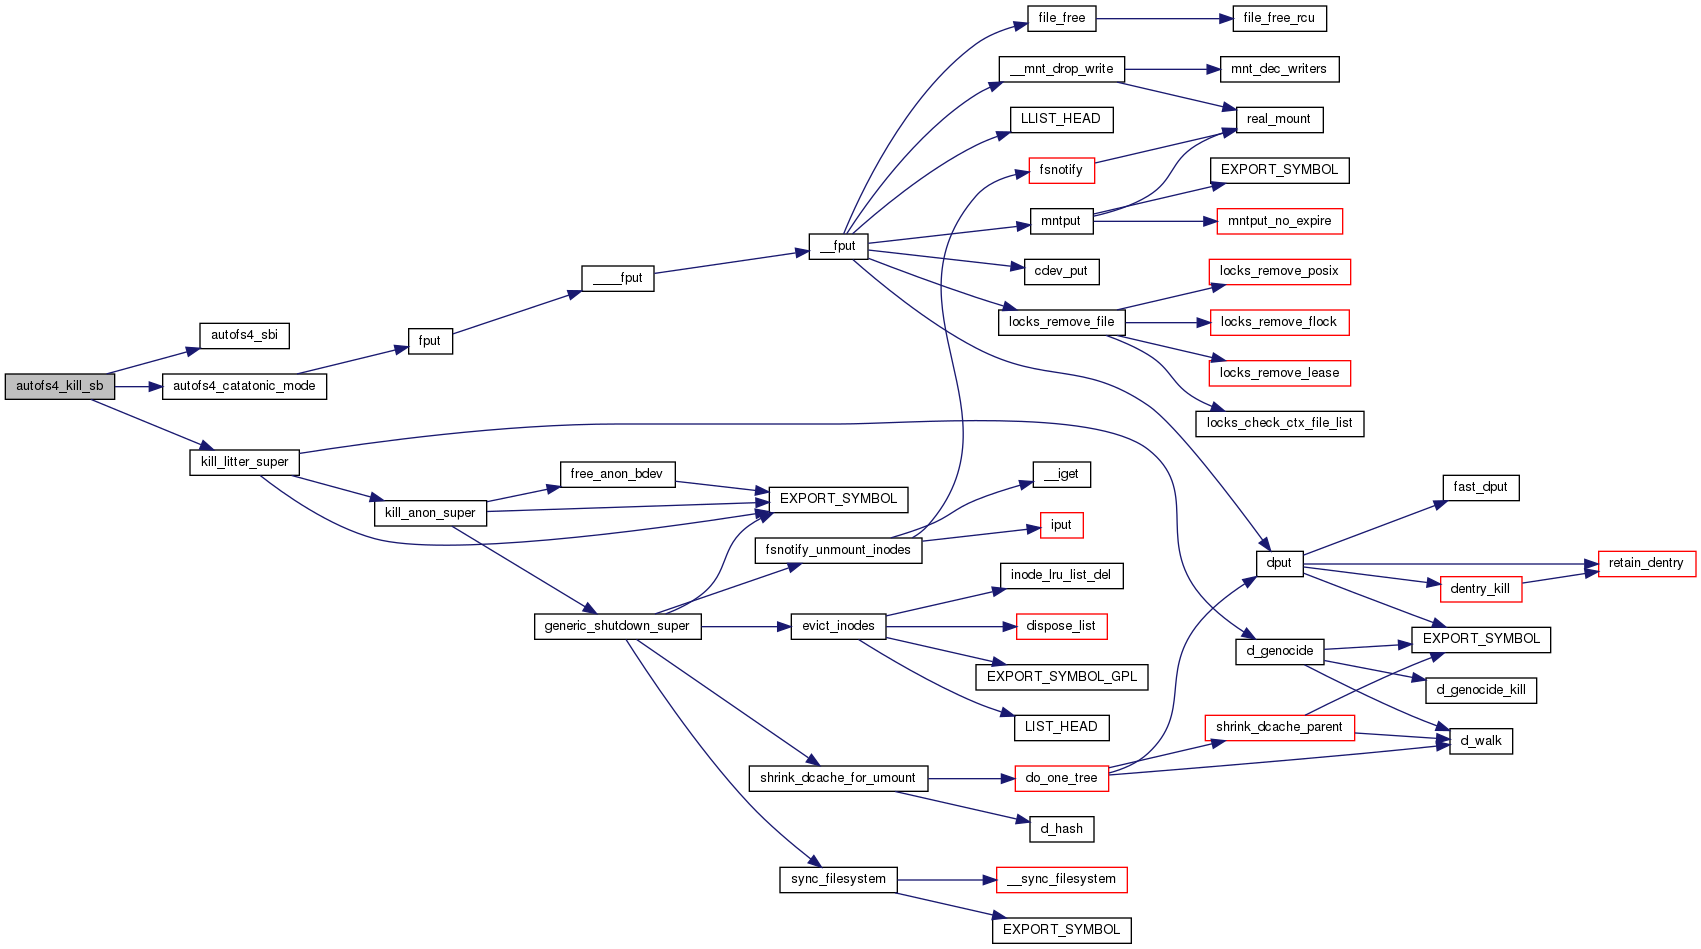 autofs4_kill_sb
autofs4_sbi
autofs4_catatonic_mode
kill_litter_super
fput
____fput
__fput
file_free
file_free_rcu
__mnt_drop_write
mnt_dec_writers
real_mount
LLIST_HEAD
fsnotify
mntput
EXPORT_SYMBOL
mntput_no_expire
cdev_put
locks_remove_file
locks_remove_posix
locks_remove_flock
locks_remove_lease
locks_check_ctx_file_list
kill_anon_super
free_anon_bdev
EXPORT_SYMBOL
fsnotify_unmount_inodes
__iget
iput
generic_shutdown_super
evict_inodes
inode_lru_list_del
dispose_list
EXPORT_SYMBOL_GPL
LIST_HEAD
shrink_dcache_for_umount
do_one_tree
d_hash
sync_filesystem
__sync_filesystem
EXPORT_SYMBOL
dput
fast_dput
retain_dentry
dentry_kill
EXPORT_SYMBOL
d_genocide
d_genocide_kill
shrink_dcache_parent
d_walk